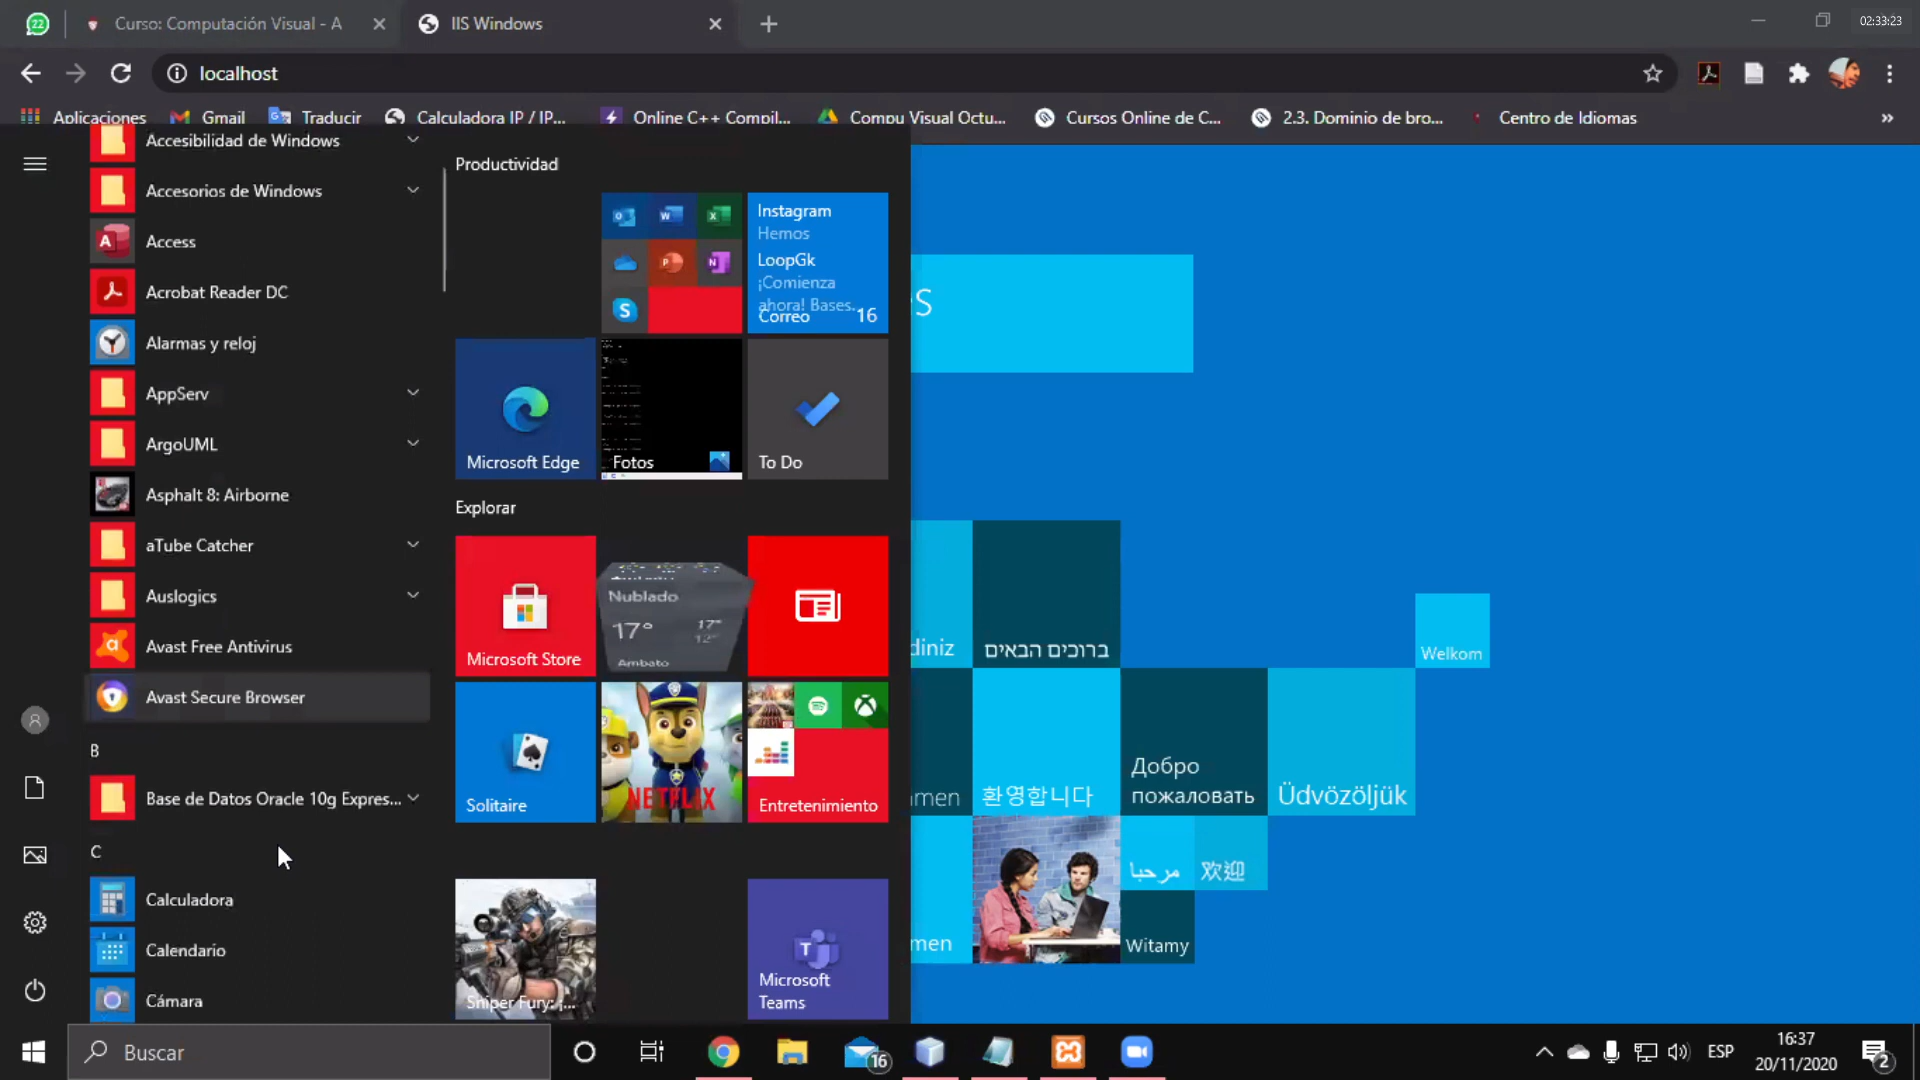 22
Curso: Computación Visual - A
IIS Windows
02:33:23
localhost
Aplicaciones
Gmail
Traducir
Calculadora IP / IP...
Online C++ Compil...
Compu Visual Octu...
Cursos Online de C...
2.3. Dominio de bro...
Centro de Idiomas
Accesibilidad de Windows
Accesorios de Windows
Access
Acrobat Reader DC
Alarmas y reloj
AppServ
ArgoUML
Asphalt 8: Airborne
aTube Catcher
Auslogics
Avast Free Antivirus
Avast Secure Browser
B
Base de Datos Oracle 10g Expres...
C
Calculadora
Calendario
Cámara
Productividad
Instagram
Hemos
LoopGk
¡Comienza
ahora! Bases...
Correo 16
Microsoft Edge
Fotos
To Do
Explorar
Microsoft Store
Nublado
17°
17°
12°
Ambato
Solitaire
NETFLIX
Entretenimiento
Sniper Fury: ¡...
Microsoft
Teams
S
diniz
ברוכים הבאים
Welkom
men
환영합니다
Добро
пожаловать
Üdvözöljük
men
مرحبا
欢迎
Witamy
Buscar
16
ESP
16:37
20/11/2020
2